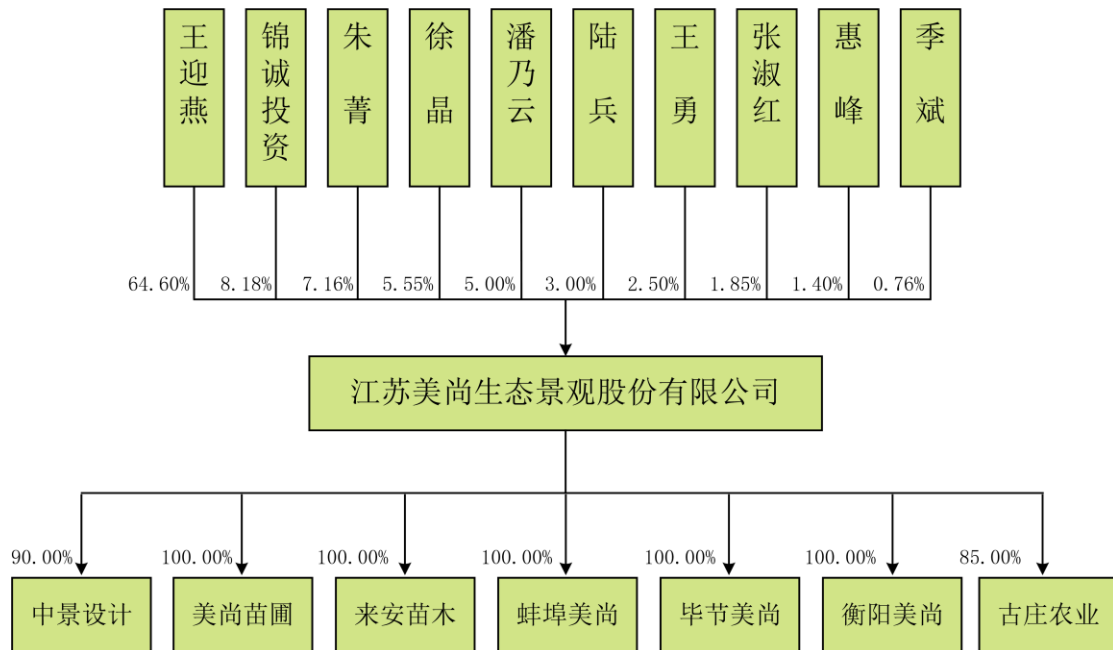 王迎燕
锦诚投资
朱菁
徐晶
潘乃云
陆兵
王勇
张淑红
惠峰
季斌
64.60%
8.18%
7.16%
5.55%
5.00%
3.00%
2.50%
1.85%
1.40%
0.76%
江苏美尚生态景观股份有限公司
90.00%
100.00%
100.00%
100.00%
100.00%
100.00%
85.00%
中景设计
美尚苗圃
来安苗木
蚌埠美尚
毕节美尚
衡阳美尚
古庄农业